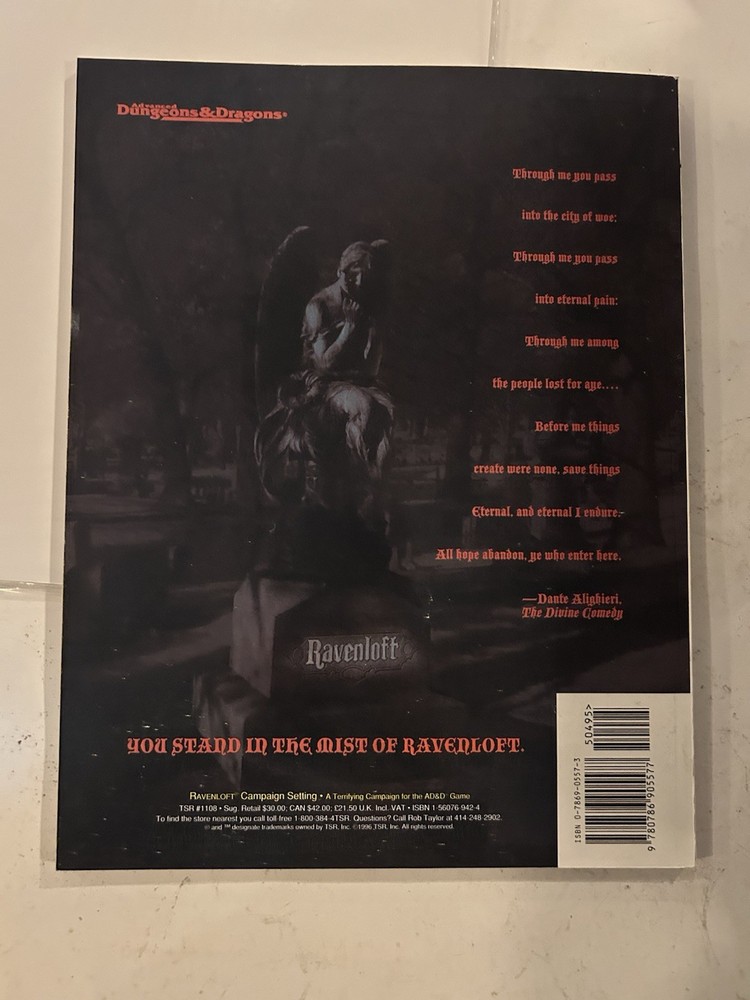 Advanced
Dungeons&Dragons®
Through me you pass
into the city of woe:
Through me you pass
into eternal pain:
Through me among
the people lost for aye....
Before me things
create were none, save things
Eternal, and eternal I endure.-
All hope abandon, ye who enter here.
—Dante Alighieri,
The Divine Comedy
Ravenloft
YOU STAND IN THE MIST OF RAVENLOFT.
RAVENLOFT™ Campaign Setting • A Terrifying Campaign for the AD&D® Game
TSR #1108 • Sug. Retail $30.00; CAN $42.00; £21.50 U.K. Incl. VAT • ISBN 1-56076-942-4
To find the store nearest you call toll-free 1-800-384-4TSR. Questions? Call Rob Taylor at 414-248-2902.
® and ™ designate trademarks owned by TSR, Inc. ©1996 TSR, Inc. All rights reserved.
50495>
ISBN 0-7869-0557-3
9 780786 905577